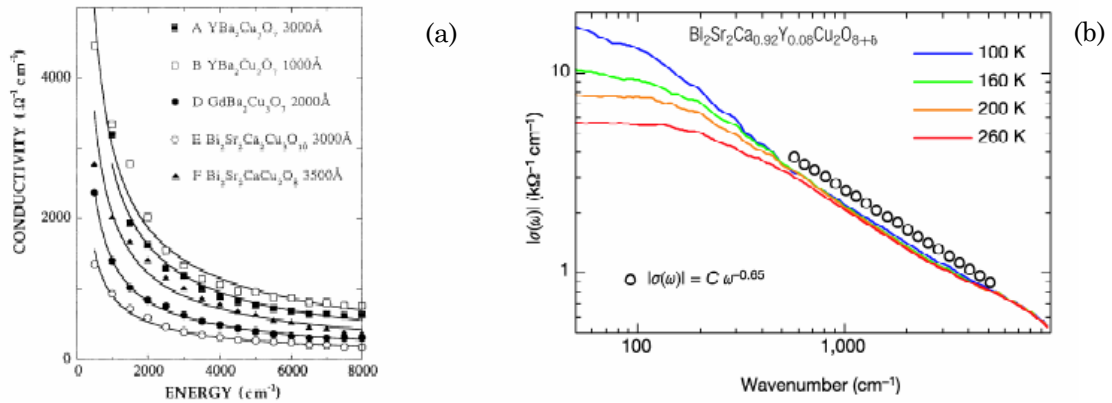 (a)
A YBa2Cu3O7 3000Å
B YBa2Cu2O7 1000Å
D GdBa2Cu3O7 2000Å
E Bi2Sr2Ca2Cu3O10 3000Å
F Bi2Sr2CaCu2O8 3500Å
CONDUCTIVITY (Ω⁻¹ cm⁻¹)
4000
2000
0
0 2000 4000 6000 8000
ENERGY (cm⁻¹)
(b)
Bi2Sr2Ca0.92Y0.08Cu2O8+δ
100 K
160 K
200 K
260 K
|σ(ω)| (kΩ⁻¹ cm⁻¹)
10
1
|σ(ω)| = C ω⁻⁰·⁶⁵
100 1,000
Wavenumber (cm⁻¹)